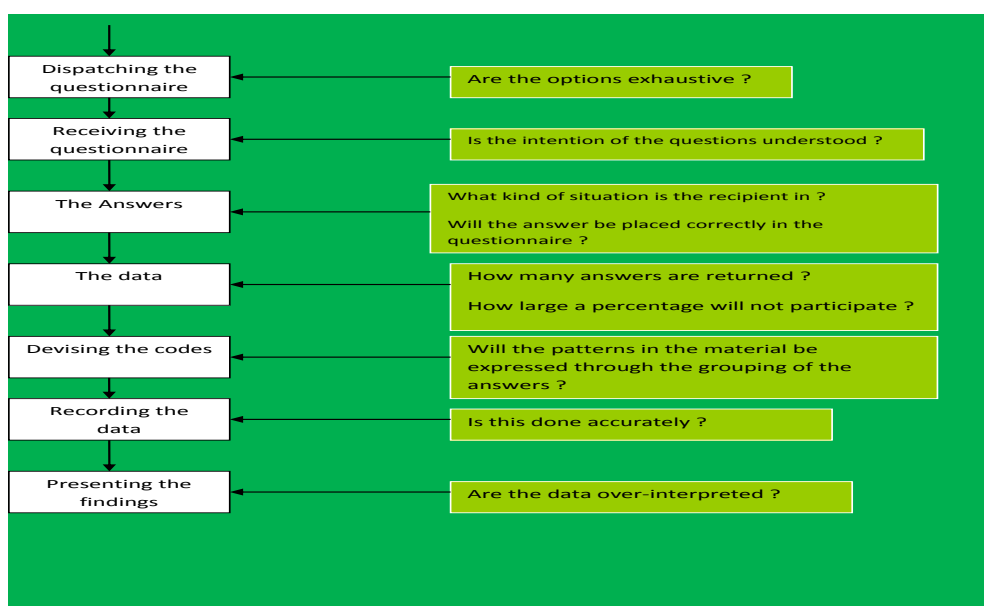 Dispatching the
questionnaire
Are the options exhaustive ?
Receiving the
questionnaire
Is the intention of the questions understood ?
The Answers
What kind of situation is the recipient in ?
Will the answer be placed correctly in the
questionnaire ?
The data
How many answers are returned ?
How large a percentage will not participate ?
Devising the codes
Will the patterns in the material be
expressed through the grouping of the
answers ?
Recording the
data
Is this done accurately ?
Presenting the
findings
Are the data over-interpreted ?